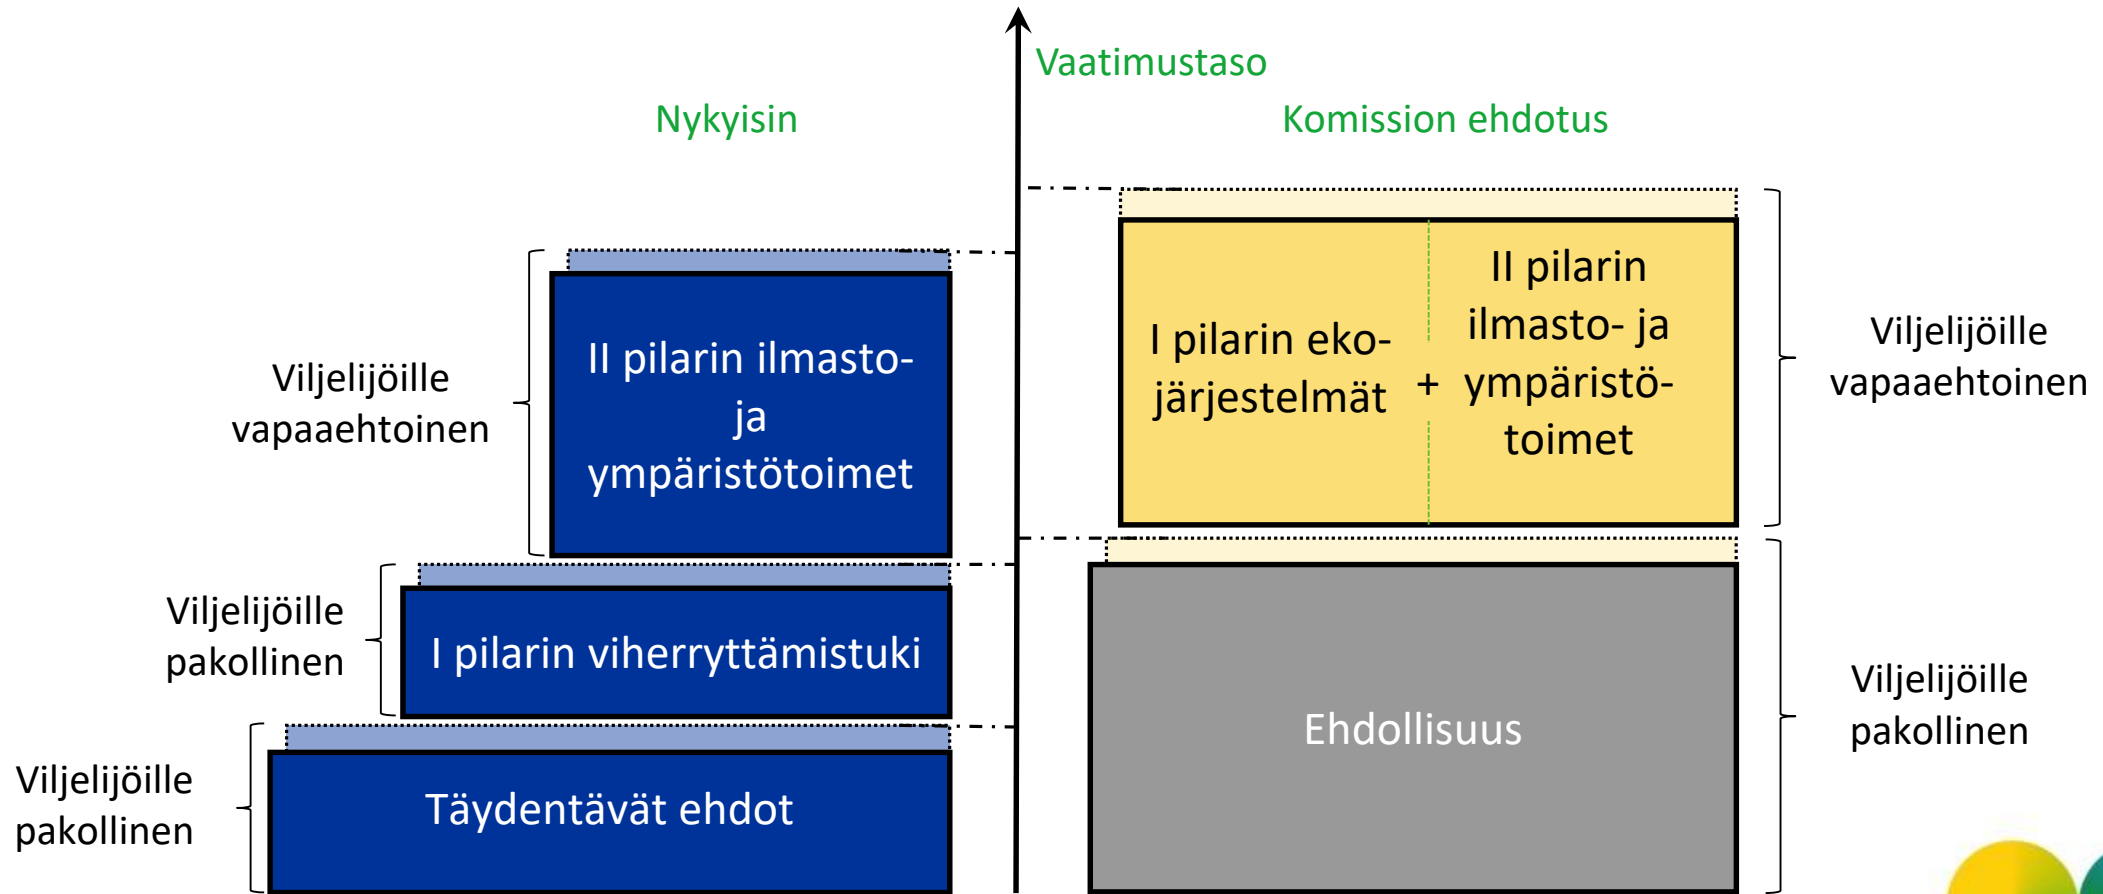 Vaatimustaso
Nykyisin
Komission ehdotus
Viljelijöille
vapaaehtoinen
II pilarin ilmasto-
ja
ympäristötoimet
Viljelijöille
pakollinen
I pilarin viherryttämistuki
Viljelijöille
pakollinen
Täydentävät ehdot
I pilarin eko-
järjestelmät
+
II pilarin
ilmasto- ja
ympäristö-
toimet
Viljelijöille
vapaaehtoinen
Ehdollisuus
Viljelijöille
pakollinen